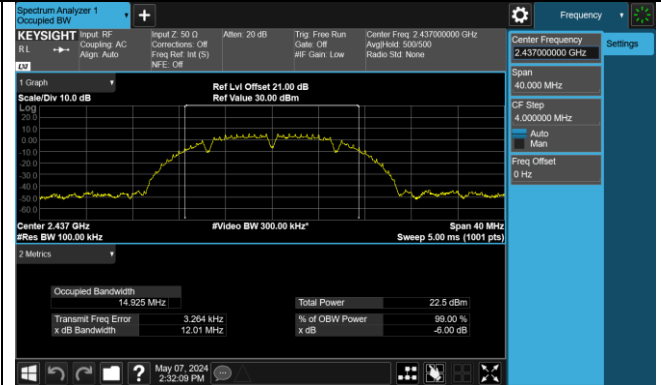 Spectrum Analyzer 1
Occupied BW
+
Frequency
KEYSIGHT
RL
LXI
Input: RF
Coupling: AC
Align: Auto
Input Z: 50 Ω
Corrections: Off
Freq Ref: Int (S)
NFE: Off
Atten: 20 dB
Trig: Free Run
Gate: Off
#IF Gain: Low
Center Freq: 2.437000000 GHz
Avg|Hold: 500/500
Radio Std: None
Center Frequency
2.437000000 GHz
Settings
Span
40.000 MHz
CF Step
4.000000 MHz
Auto
Man
Freq Offset
0 Hz
1 Graph
Scale/Div 10.0 dB
Ref Lvl Offset 21.00 dB
Ref Value 30.00 dBm
Log
20.0
10.0
0.00
-10.0
-20.0
-30.0
-40.0
-50.0
-60.0
Center 2.437 GHz
#Res BW 100.00 kHz
#Video BW 300.00 kHz*
Span 40 MHz
Sweep 5.00 ms (1001 pts)
2 Metrics
Occupied Bandwidth
14.925 MHz
Total Power 22.5 dBm
Transmit Freq Error 3.264 kHz
% of OBW Power 99.00 %
x dB Bandwidth 12.01 MHz
x dB -6.00 dB
?
May 07, 2024
2:32:09 PM